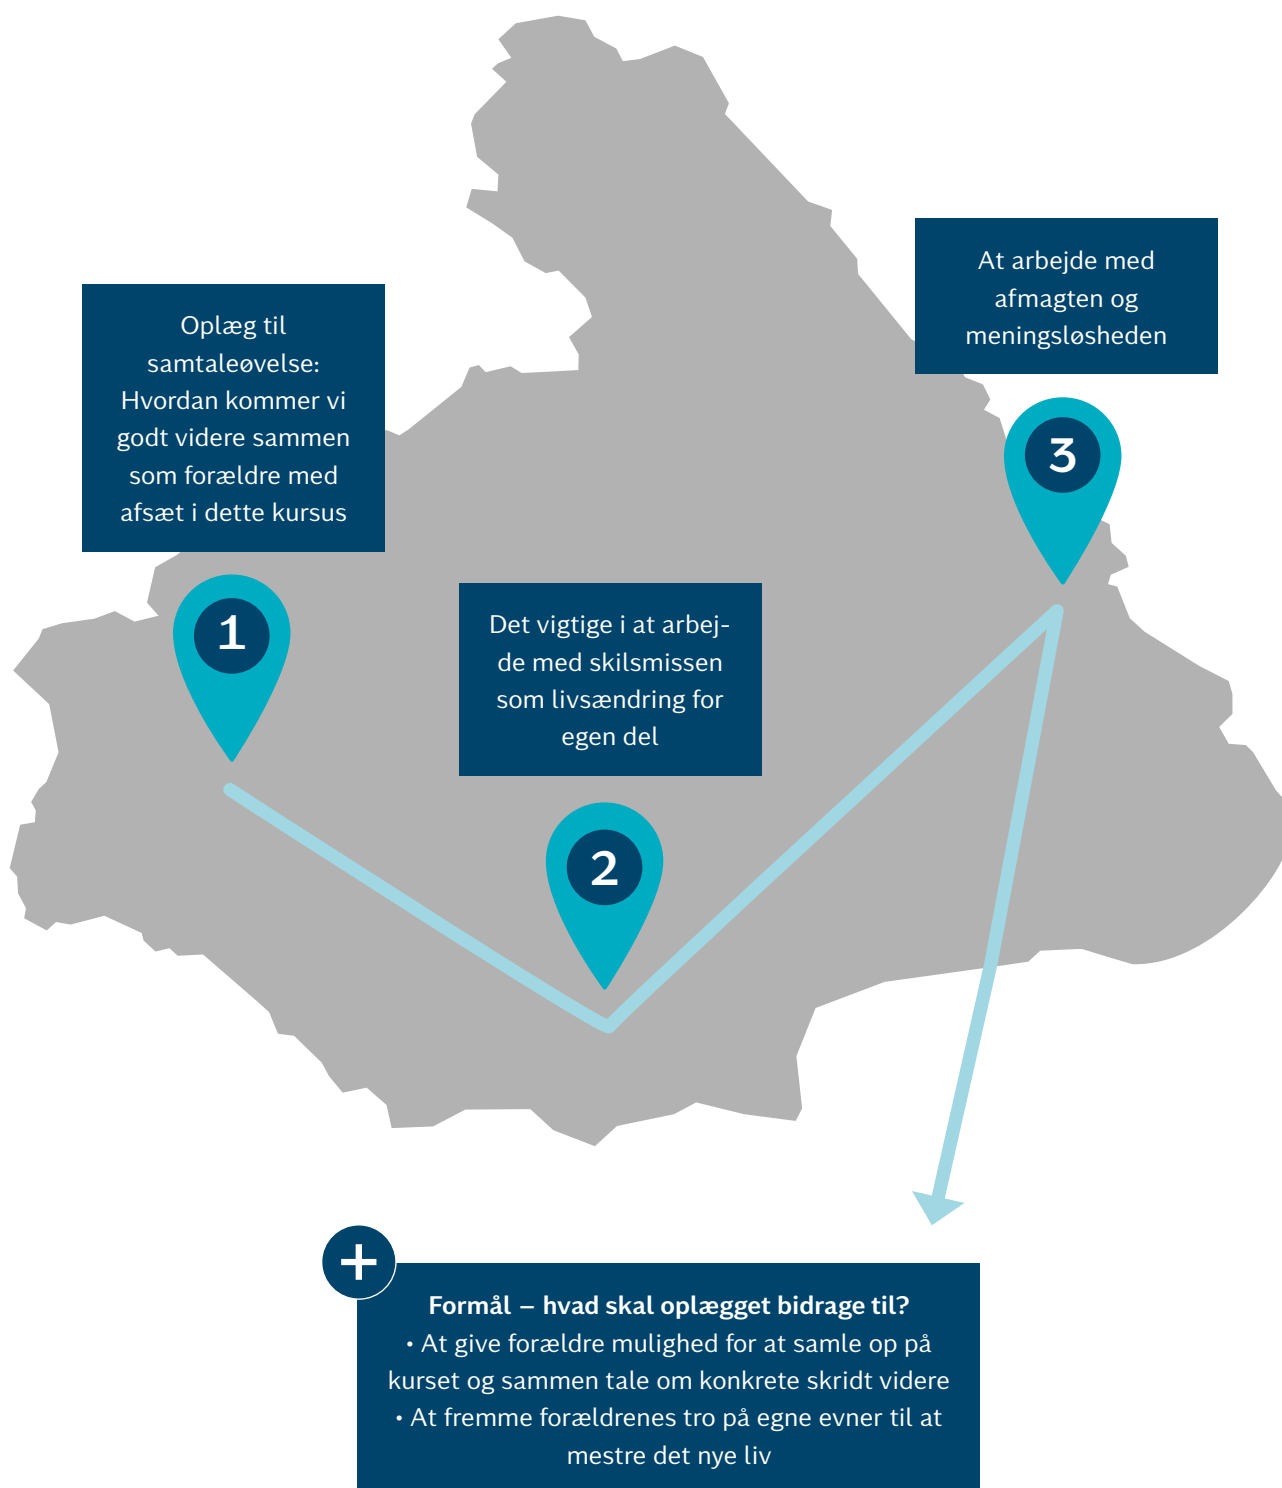 Oplæg til
samtaleøvelse:
Hvordan kommer vi
godt videre sammen
som forældre med
afsæt i dette kursus
1
Det vigtige i at arbej-
de med skilsmissen
som livsændring for
egen del
2
At arbejde med
afmagten og
meningsløsheden
3
+
Formål – hvad skal oplægget bidrage til?
• At give forældre mulighed for at samle op på
kurset og sammen tale om konkrete skridt videre
• At fremme forældrenes tro på egne evner til at
mestre det nye liv